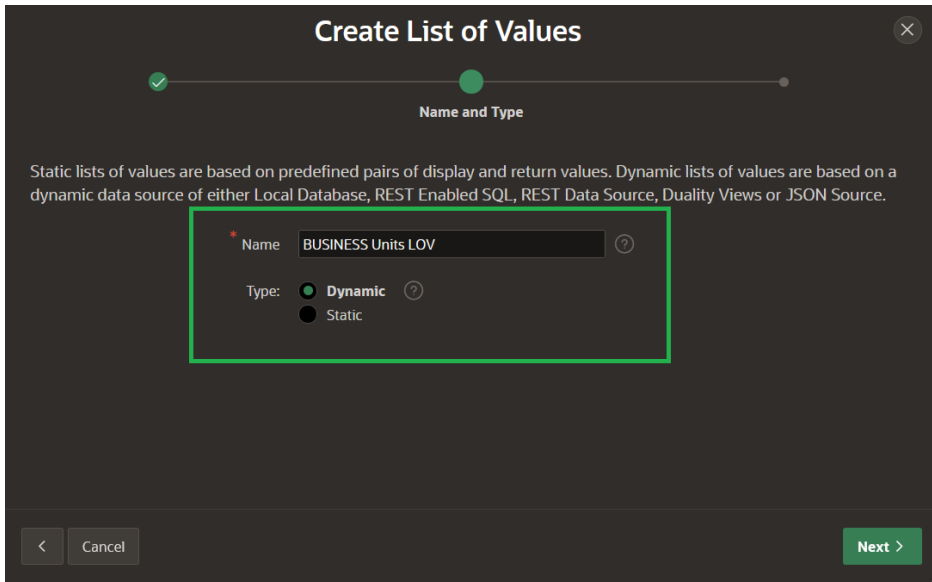 Create List of Values
Name and Type
Static lists of values are based on predefined pairs of display and return values. Dynamic lists of values are based on a
dynamic data source of either Local Database, REST Enabled SQL, REST Data Source, Duality Views or JSON Source.
* Name BUSINESS Units LOV ?
Type: Dynamic ?
Static
Cancel Next